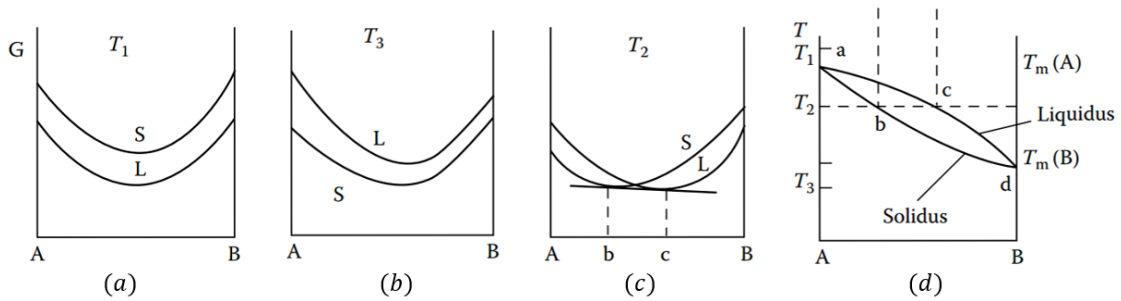 G
T₁
S
L
A
B
(a)
T₃
L
S
A
B
(b)
T₂
S
L
A
b
c
B
(c)
T
T₁
a
Tₘ(A)
c
T₂
b
Liquidus
Tₘ(B)
T₃
d
Solidus
A
B
(d)